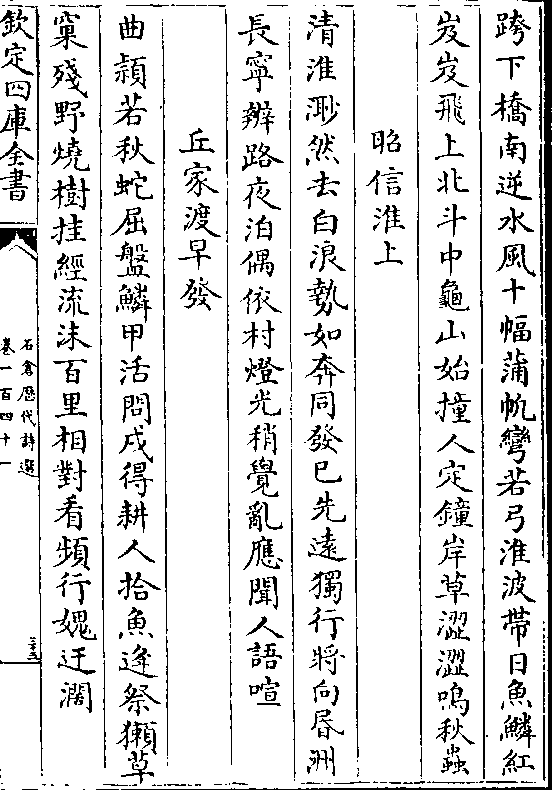 跨下橋南逆水風十幅蒲帆彎若弓淮波帶日魚鱗紅
岌岌飛上北斗中龜山始撞人定鐘岸草澀澀鳴秋蟲
昭信淮上
清淮渺然去白浪勢如奔同發已先遠獨行將向昏洲
長寧辨路夜泊偶依村燈光稍覺亂應聞人語喧
丘家渡早發
曲潁若秋蛇屈盤鱗甲活問戍得耕人拾魚逢祭獺草
窠殘野燒樹挂經流沫百里相對看頻行媿迂濶
欽定四庫全書
石倉歷代詩選
卷一百四十一
三十五